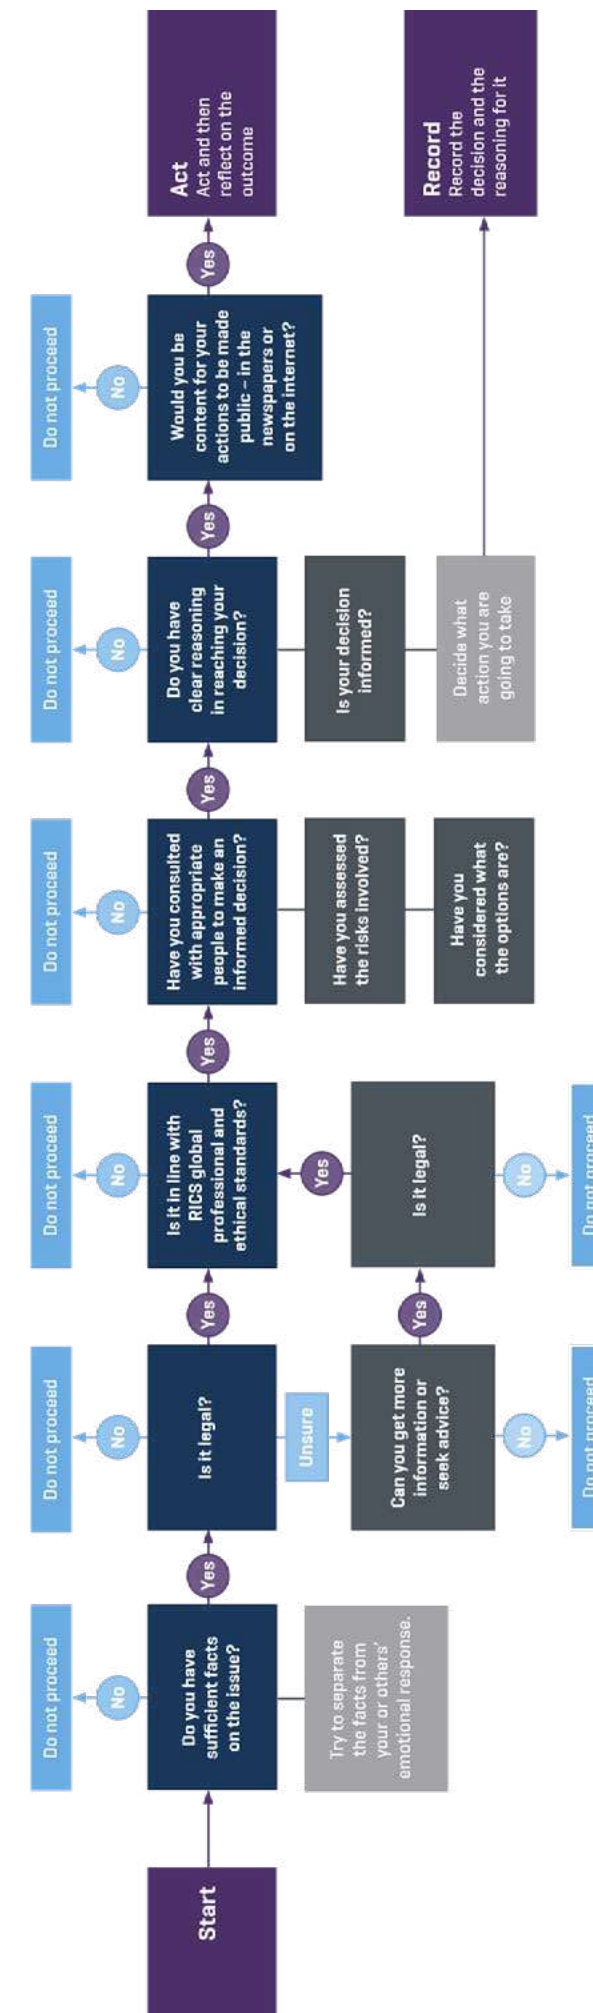 Start
Do not proceed
No
Do you have
sufficient facts
on the issue?
Try to separate
the facts from
your or others'
emotional response.
Yes
Do not proceed
No
Is it legal?
Unsure
Can you get more
information or
seek advice?
No
Do not proceed
Yes
Yes
Do not proceed
No
Is it in line with
RICS global
professional and
ethical standards?
Yes
Is it legal?
No
Do not proceed
Yes
Do not proceed
No
Have you consulted
with appropriate
people to make an
informed decision?
Have you assessed
the risks involved?
Have you
considered what
the options are?
Yes
Do not proceed
No
Do you have
clear reasoning
in reaching your
decision?
Is your decision
informed?
Decide what
action you are
going to take
Yes
Do not proceed
No
Would you be
content for your
actions to be made
public – in the
newspapers or
on the internet?
Yes
Act
Act and then
reflect on the
outcome
Record
Record the
decision and the
reasoning for it